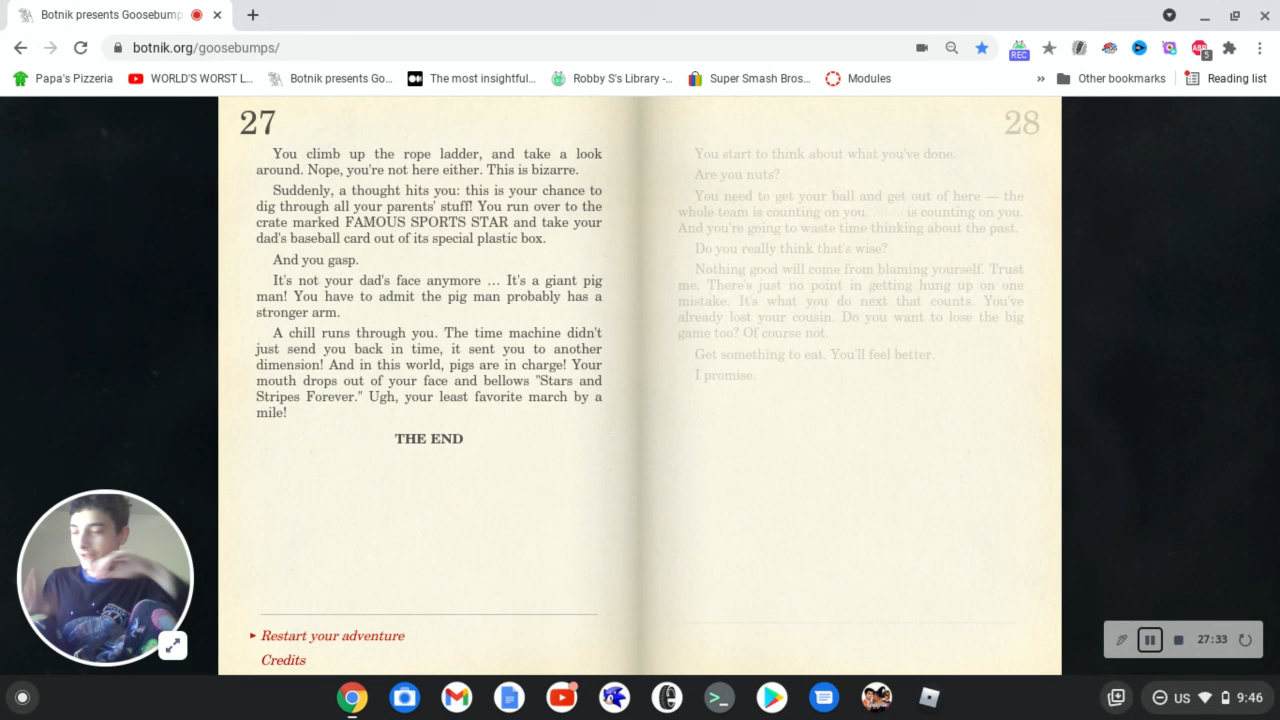 Botnik presents Goosebump
botnik.org/goosebumps/
REC
ABP
5
Papa's Pizzeria
WORLD'S WORST L...
Botnik presents Go...
The most insightful...
Robby S's Library -...
Super Smash Bros...
Modules
»
Other bookmarks
Reading list
27
You climb up the rope ladder, and take a look
around. Nope, you're not here either. This is bizarre.
Suddenly, a thought hits you: this is your chance to
dig through all your parents' stuff! You run over to the
crate marked FAMOUS SPORTS STAR and take your
dad's baseball card out of its special plastic box.
And you gasp.
It's not your dad's face anymore … It's a giant pig
man! You have to admit the pig man probably has a
stronger arm.
A chill runs through you. The time machine didn't
just send you back in time, it sent you to another
dimension! And in this world, pigs are in charge! Your
mouth drops out of your face and bellows "Stars and
Stripes Forever." Ugh, your least favorite march by a
mile!
THE END
Restart your adventure
Credits
28
You start to think about what you've done.
Are you nuts?
You need to get your ball and get out of here — the
whole team is counting on you. is counting on you.
And you're going to waste time thinking about the past.
Do you really think that's wise?
Nothing good will come from blaming yourself. Trust
me. There's just no point in getting hung up on one
mistake. It's what you do next that counts. You've
already lost your cousin. Do you want to lose the big
game too? Of course not.
Get something to eat. You'll feel better.
I promise.
27:33
US
9:46